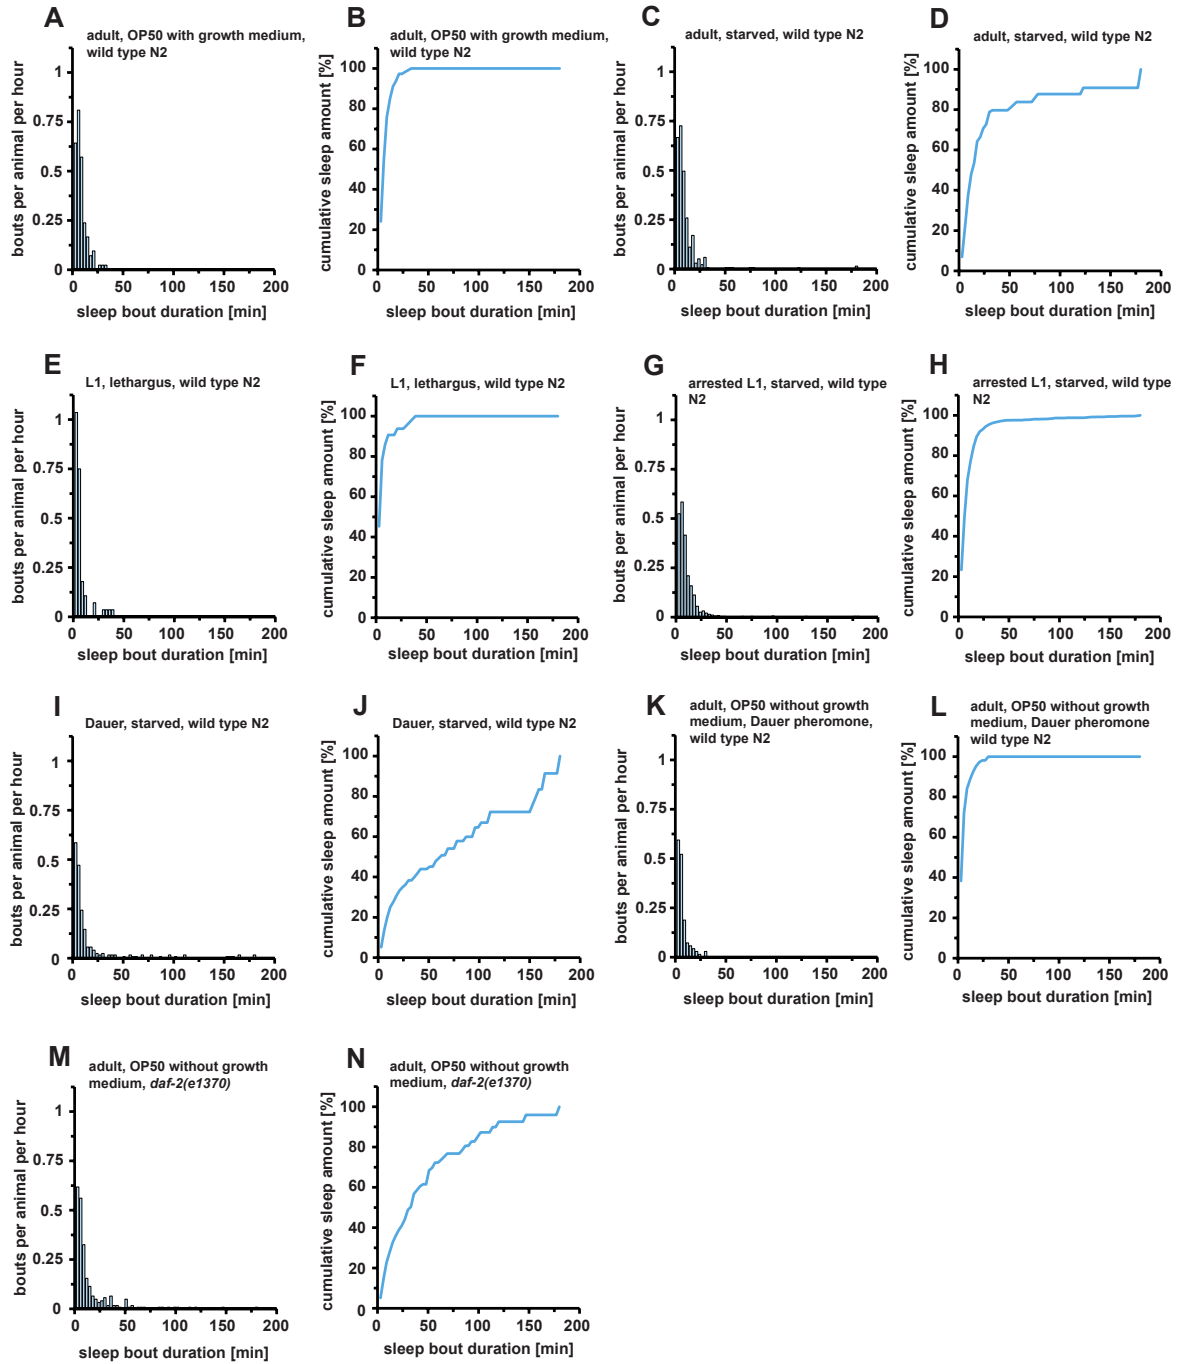 A
adult, OP50 with growth medium,
wild type N2
bouts per animal per hour
1
0.75
0.5
0.25
0
0 50 100 150 200
sleep bout duration [min]
B
adult, OP50 with growth medium,
wild type N2
cumulative sleep amount [%]
100
80
60
40
20
0
0 50 100 150 200
sleep bout duration [min]
C
adult, starved, wild type N2
bouts per animal per hour
1
0.75
0.5
0.25
0
0 50 100 150 200
sleep bout duration [min]
D
adult, starved, wild type N2
cumulative sleep amount [%]
100
80
60
40
20
0
0 50 100 150 200
sleep bout duration [min]
E
L1, lethargus, wild type N2
bouts per animal per hour
1
0.75
0.5
0.25
0
0 50 100 150 200
sleep bout duration [min]
F
L1, lethargus, wild type N2
cumulative sleep amount [%]
100
80
60
40
20
0
0 50 100 150 200
sleep bout duration [min]
G
arrested L1, starved, wild type
N2
bouts per animal per hour
1
0.75
0.5
0.25
0
0 50 100 150 200
sleep bout duration [min]
H
arrested L1, starved, wild type
N2
cumulative sleep amount [%]
100
80
60
40
20
0
0 50 100 150 200
sleep bout duration [min]
I
Dauer, starved, wild type N2
bouts per animal per hour
1
0.75
0.5
0.25
0
0 50 100 150 200
sleep bout duration [min]
J
Dauer, starved, wild type N2
cumulative sleep amount [%]
100
80
60
40
20
0
0 50 100 150 200
sleep bout duration [min]
K
adult, OP50 without growth
medium, Dauer pheromone,
wild type N2
bouts per animal per hour
1
0.75
0.5
0.25
0
0 50 100 150 200
sleep bout duration [min]
L
adult, OP50 without growth
medium, Dauer pheromone
wild type N2
cumulative sleep amount [%]
100
80
60
40
20
0
0 50 100 150 200
sleep bout duration [min]
M
adult, OP50 without growth
medium, daf-2(e1370)
bouts per animal per hour
1
0.75
0.5
0.25
0
0 50 100 150 200
sleep bout duration [min]
N
adult, OP50 without growth
medium, daf-2(e1370)
cumulative sleep amount [%]
100
80
60
40
20
0
0 50 100 150 200
sleep bout duration [min]